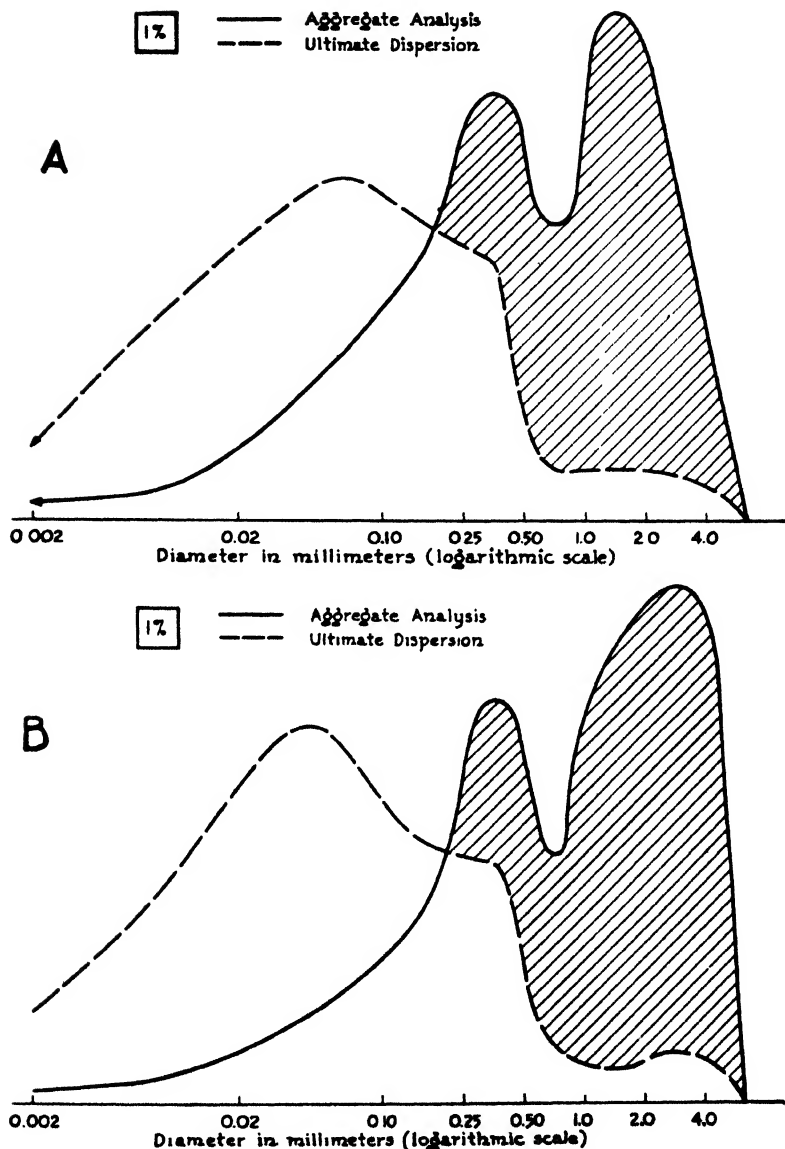 1% Aggregate Analysis
Ultimate Dispersion
A
0 002 0.02 0.10 0.25 0.50 1.0 2.0 4.0
Diameter in millimeters (logarithmic scale)
1% Aggregate Analysis
Ultimate Dispersion
B
0.002 0.02 0 10 0.25 0.50 1.0 2.0 4.0
Diameter in millimeters (logarithmic scale)